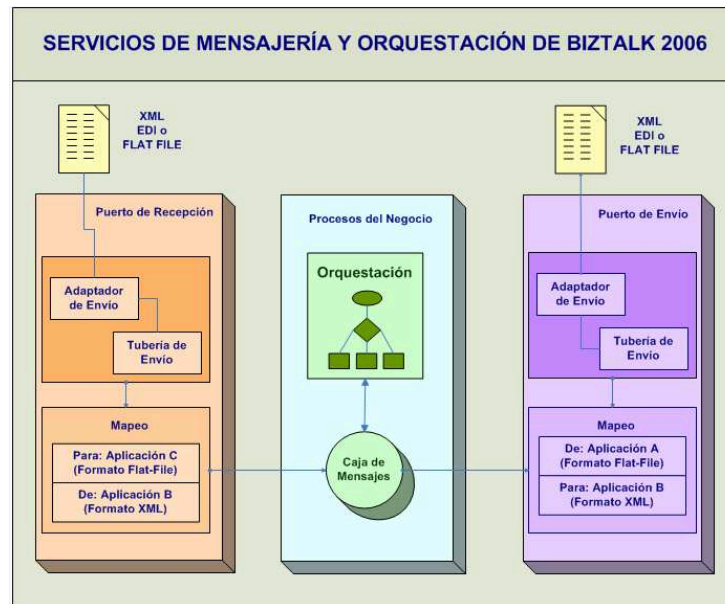 SERVICIOS DE MENSAJERÍA Y ORQUESTACIÓN DE BIZTALK 2006
XML
EDI o
FLAT FILE
XML
EDI o
FLAT FILE
Puerto de Recepción
Adaptador
de Envío
Tubería de
Envío
Mapeo
Para: Aplicación C
(Formato Flat-File)
De: Aplicación B
(Formato XML)
Procesos del Negocio
Orquestación
Caja de
Mensajes
Puerto de Envío
Adaptador
de Envío
Tubería de
Envío
Mapeo
De: Aplicación A
(Formato Flat-File)
Para: Aplicación B
(Formato XML)